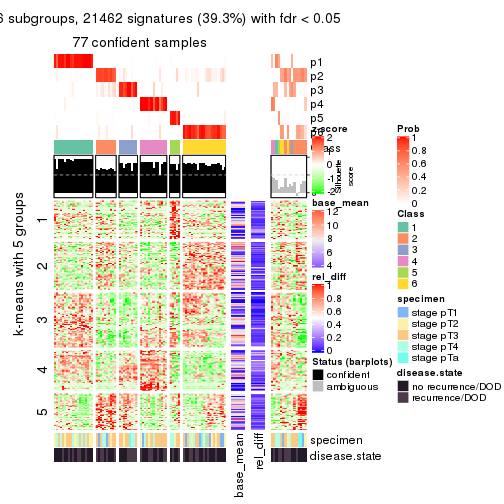 6 subgroups, 21462 signatures (39.3%) with fdr < 0.05
77 confident samples
p1
p2
p3
p4
p5
z-score
2
1
0
-1
-2
Silhouette
score
k-means with 5 groups
1
2
3
4
5
base_mean
12
10
8
6
4
rel_diff
1
0.8
0.6
0.4
0.2
0
Status (barplots)
confident
ambiguous
Prob
1
0.8
0.6
0.4
0.2
0
Class
1
2
3
4
5
6
specimen
stage pT1
stage pT2
stage pT3
stage pT4
stage pTa
disease.state
no recurrence/DOD
recurrence/DOD
specimen
disease.state
base_mean
rel_diff